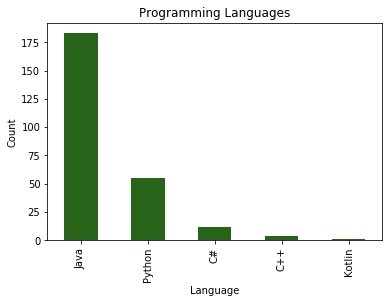 Programming Languages
175
150
125
100
75
50
25
0
Count
Java
Python
C#
C++
Kotlin
Language